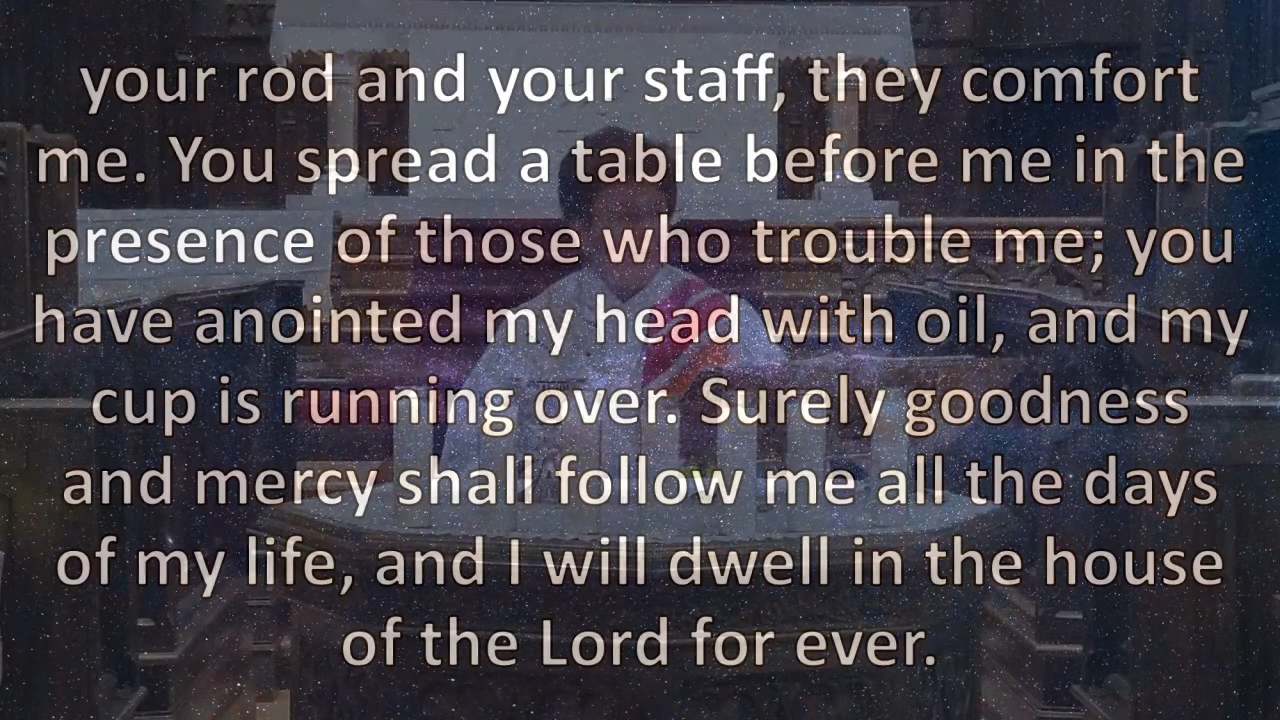 your rod and your staff, they comfort
me. You spread a table before me in the
presence of those who trouble me; you
have anointed my head with oil, and my
cup is running over. Surely goodness
and mercy shall follow me all the days
of my life, and I will dwell in the house
of the Lord for ever.